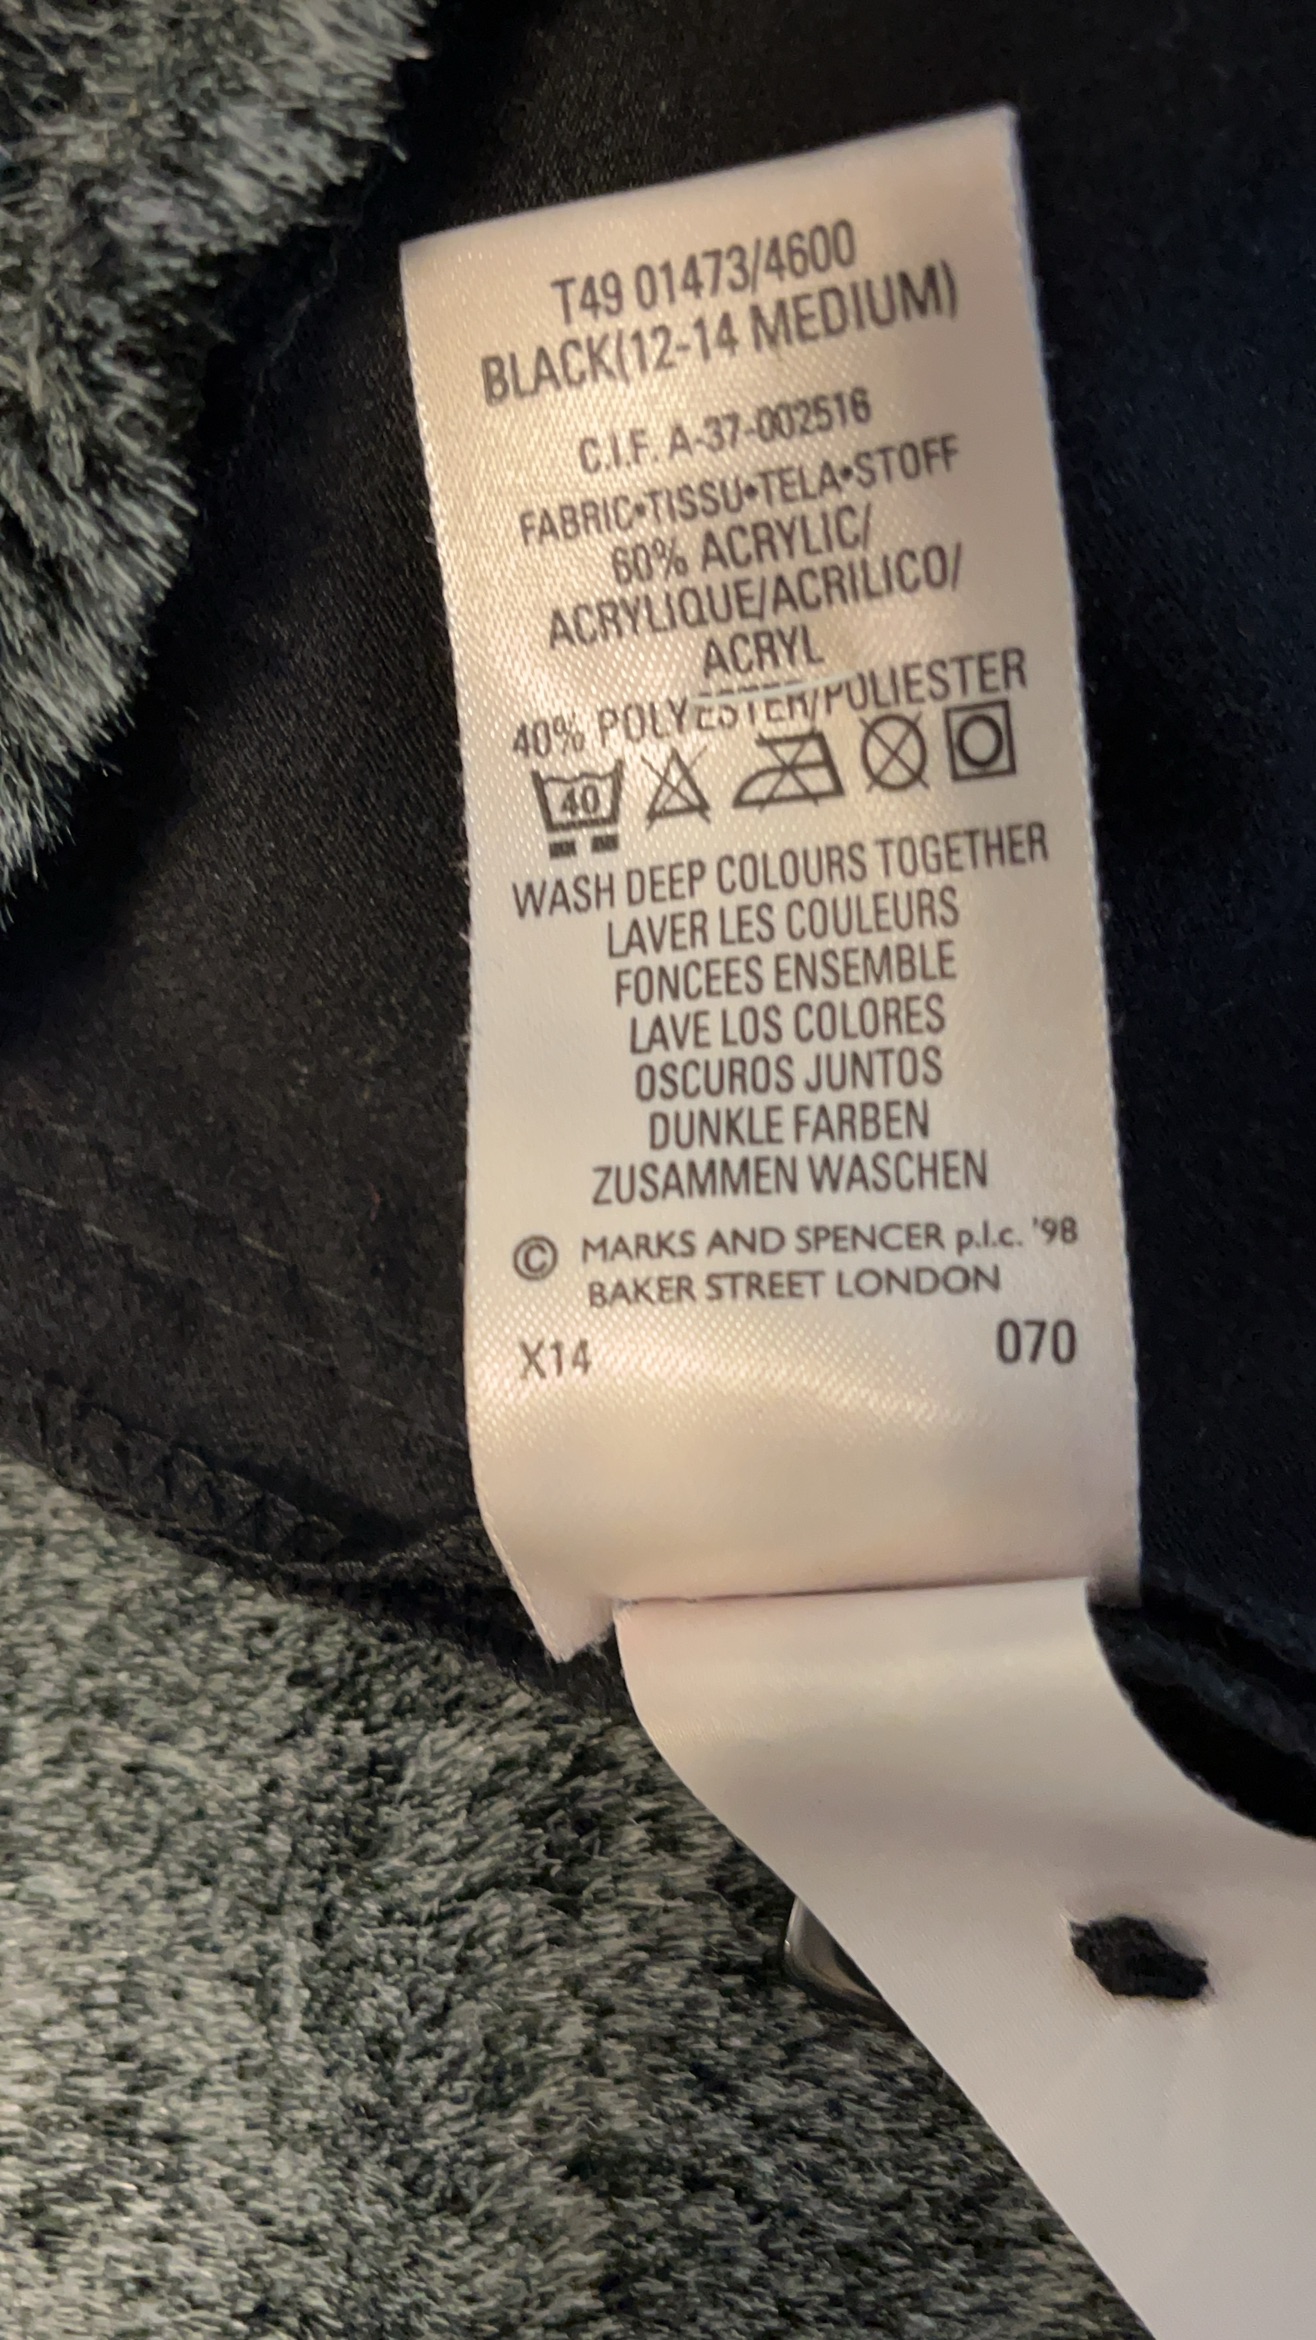 T49 01473/4600
BLACK(12-14 MEDIUM)
C.I.F. A-37-002516
FABRIC•TISSU•TELA•STOFF
60% ACRYLIC/
ACRYLIQUE/ACRILICO/
ACRYL
40% POLYESTER/POLIESTER
40
WASH DEEP COLOURS TOGETHER
LAVER LES COULEURS
FONCEES ENSEMBLE
LAVE LOS COLORES
OSCUROS JUNTOS
DUNKLE FARBEN
ZUSAMMEN WASCHEN
© MARKS AND SPENCER p.l.c. '98
BAKER STREET LONDON
X14 070